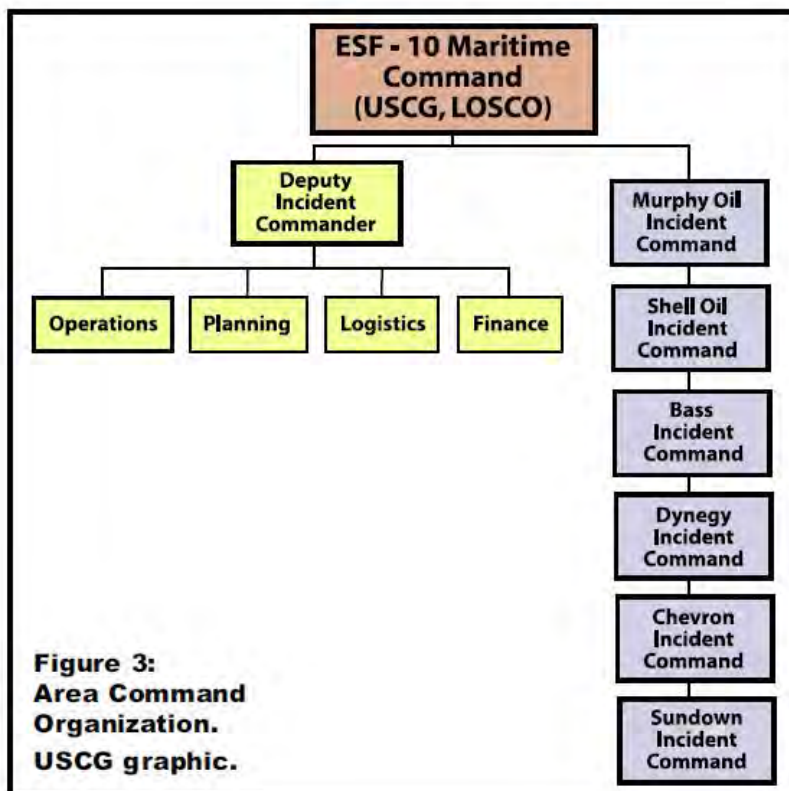 ESF - 10 Maritime
Command
(USCG, LOSCO)
Deputy
Incident
Commander
Operations
Planning
Logistics
Finance
Murphy Oil
Incident
Command
Shell Oil
Incident
Command
Bass
Incident
Command
Dynegy
Incident
Command
Chevron
Incident
Command
Sundown
Incident
Command
Figure 3:
Area Command
Organization.
USCG graphic.